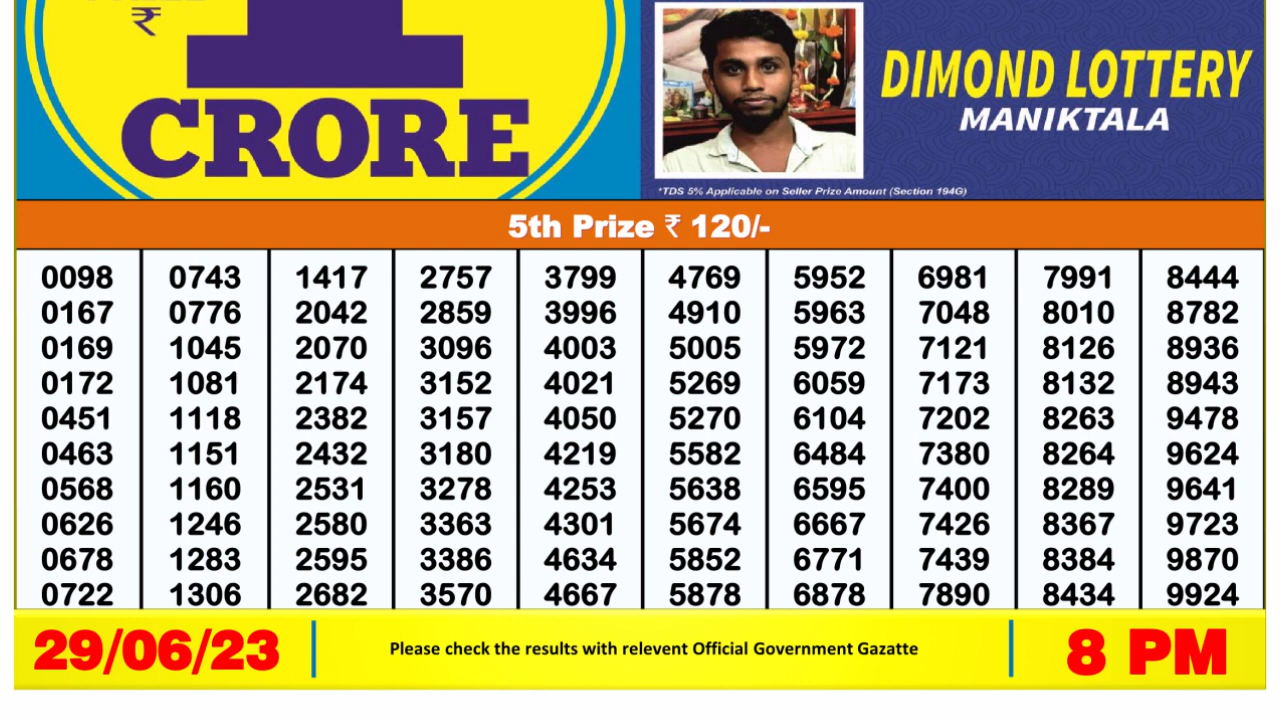 ₹
1
CRORE
DIMOND LOTTERY
MANIKTALA
*TDS 5% Applicable on Seller Prize Amount (Section 194G)
5th Prize ₹ 120/-
0098 0743 1417 2757 3799 4769 5952 6981 7991 8444
0167 0776 2042 2859 3996 4910 5963 7048 8010 8782
0169 1045 2070 3096 4003 5005 5972 7121 8126 8936
0172 1081 2174 3152 4021 5269 6059 7173 8132 8943
0451 1118 2382 3157 4050 5270 6104 7202 8263 9478
0463 1151 2432 3180 4219 5582 6484 7380 8264 9624
0568 1160 2531 3278 4253 5638 6595 7400 8289 9641
0626 1246 2580 3363 4301 5674 6667 7426 8367 9723
0678 1283 2595 3386 4634 5852 6771 7439 8384 9870
0722 1306 2682 3570 4667 5878 6878 7890 8434 9924
29/06/23
Please check the results with relevent Official Government Gazatte
8 PM